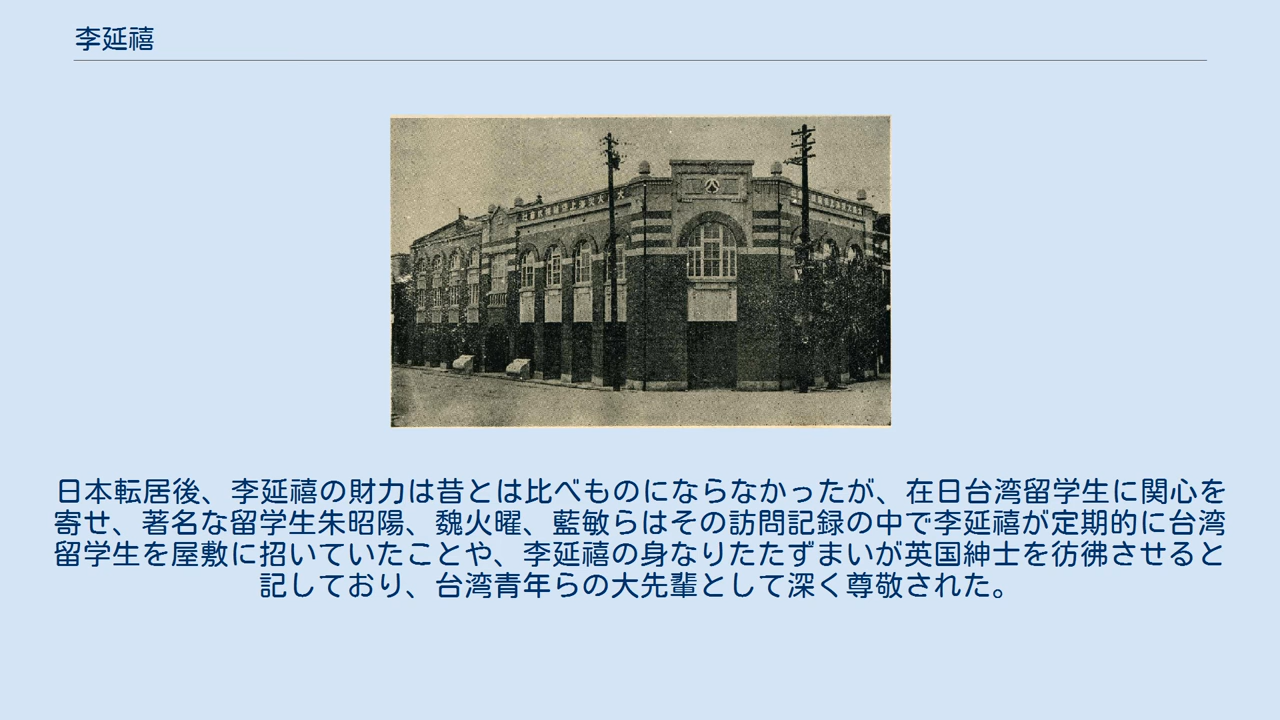 李延禧
日本転居後、李延禧の財力は昔とは比べものにならなかったが、在日台湾留学生に関心を
寄せ、著名な留学生朱昭陽、魏火曜、藍敏らはその訪問記録の中で李延禧が定期的に台湾
留学生を屋敷に招いていたことや、李延禧の身なりたたずまいが英国紳士を彷彿させると
記しており、台湾青年らの大先輩として深く尊敬された。